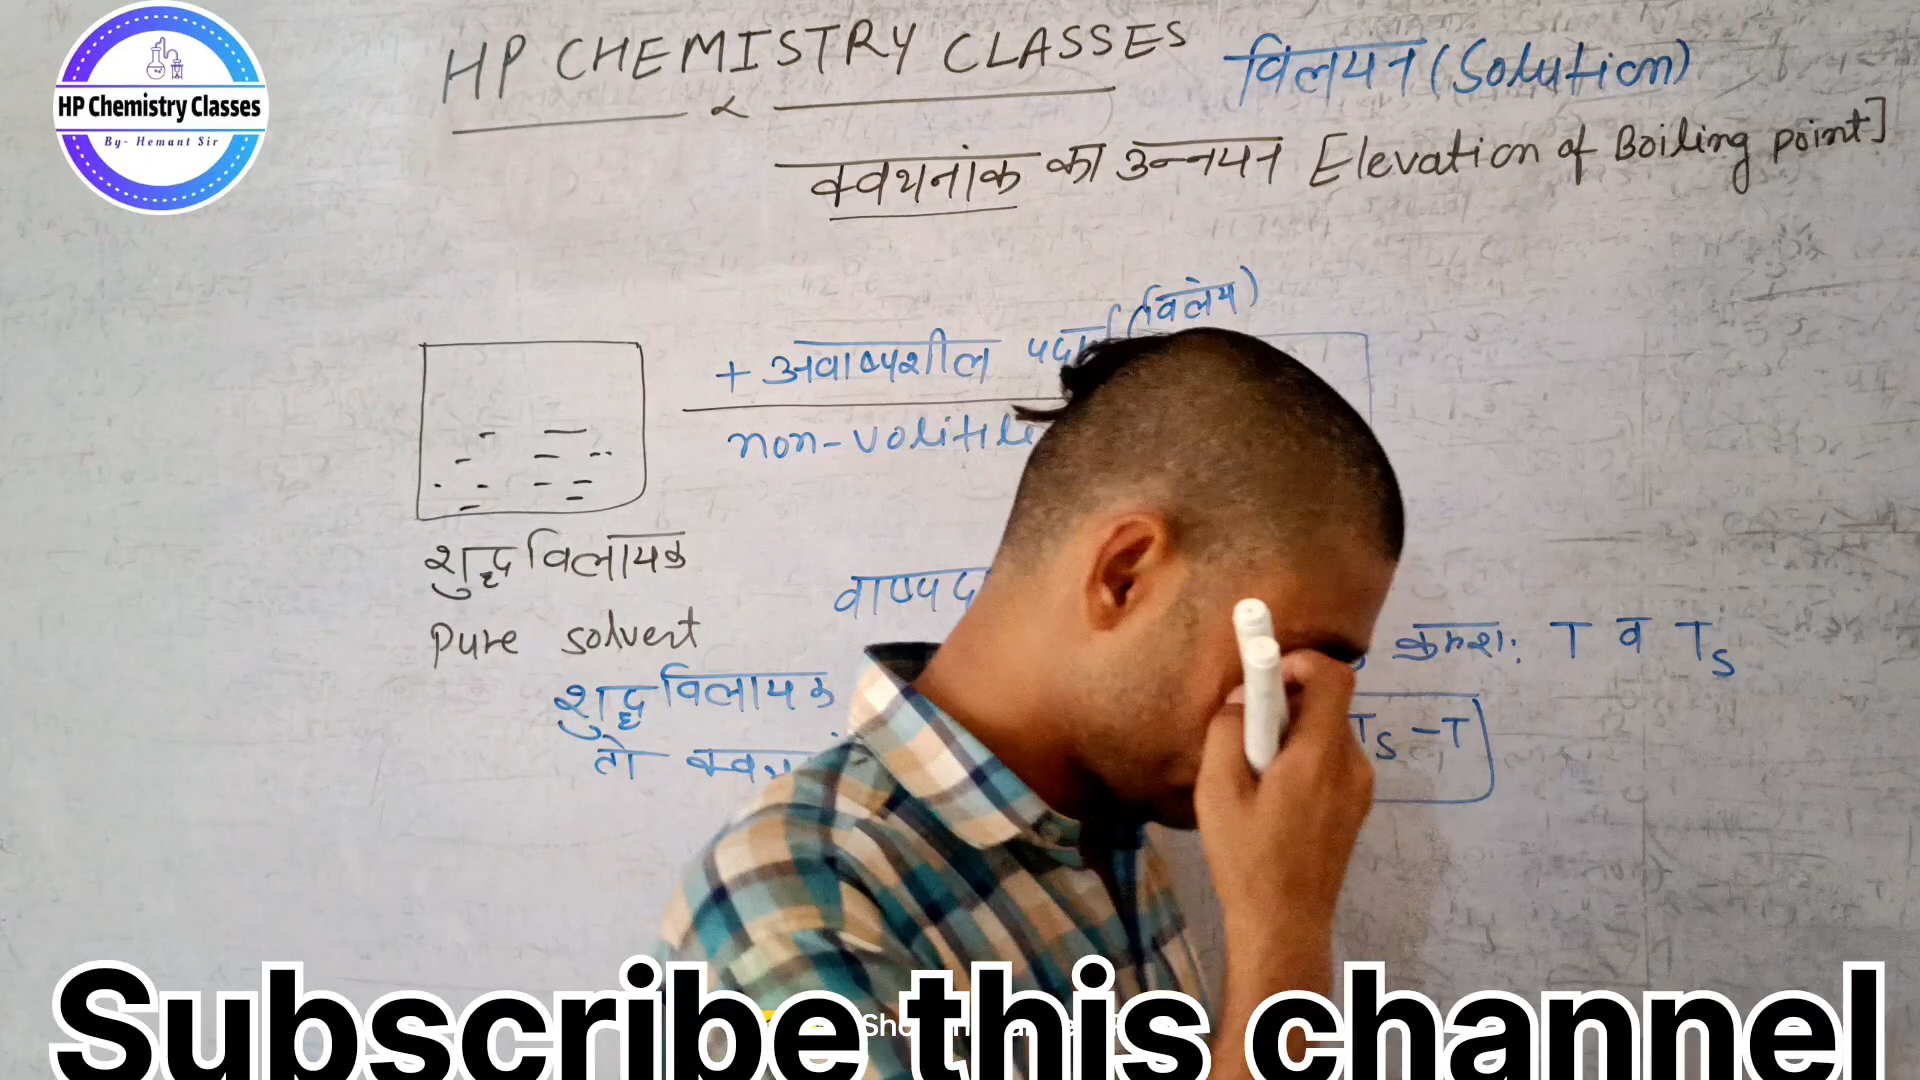 HP Chemistry Classes
By- Hemant Sir
HP CHEMISTRY CLASSES
विलयन (Solution)
क्वथनांक का उन्नयन [Elevation of Boiling point]
+ अवाष्पशील (विलेय)
non-volitile
शुद्ध विलायक
Pure solvent
क्रमश: T व Ts
शुद्ध विलायक
Ts - T
तो
Subscribe this channel